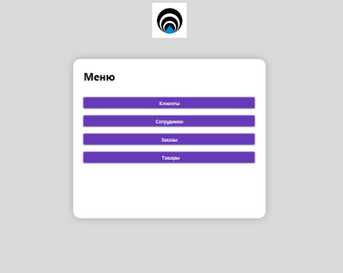 Меню
Клиенты
Сотрудники
Заказы
Товары